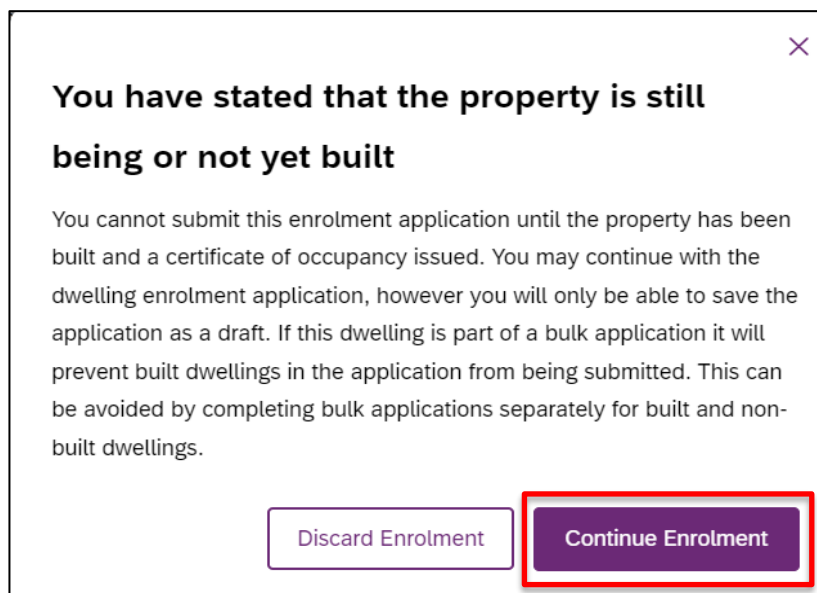 You have stated that the property is still
being or not yet built
You cannot submit this enrolment application until the property has been
built and a certificate of occupancy issued. You may continue with the
dwelling enrolment application, however you will only be able to save the
application as a draft. If this dwelling is part of a bulk application it will
prevent built dwellings in the application from being submitted. This can
be avoided by completing bulk applications separately for built and non-
built dwellings.
Discard Enrolment
Continue Enrolment